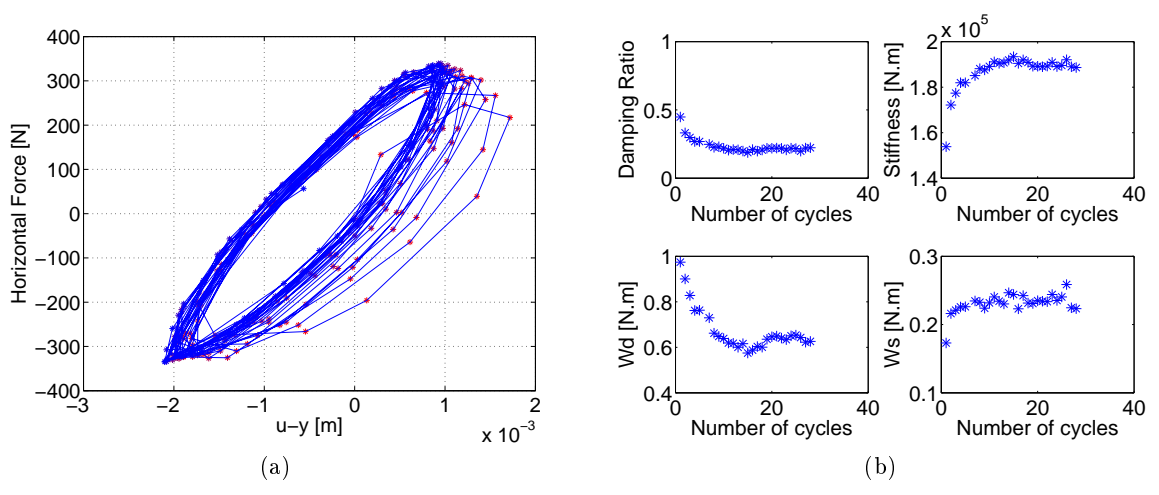 400
300
200
100
0
−100
−200
−300
−400
Horizontal Force [N]
−3 −2 −1 0 1 2
u−y [m]
x 10⁻³
(a)
1
0.5
0
Damping Ratio
0 20 40
Number of cycles
x 10⁵
2
1.8
1.6
1.4
Stiffness [N.m]
0 20 40
Number of cycles
1
0.8
0.6
0.4
Wd [N.m]
0 20 40
Number of cycles
0.3
0.2
0.1
Ws [N.m]
0 20 40
Number of cycles
(b)